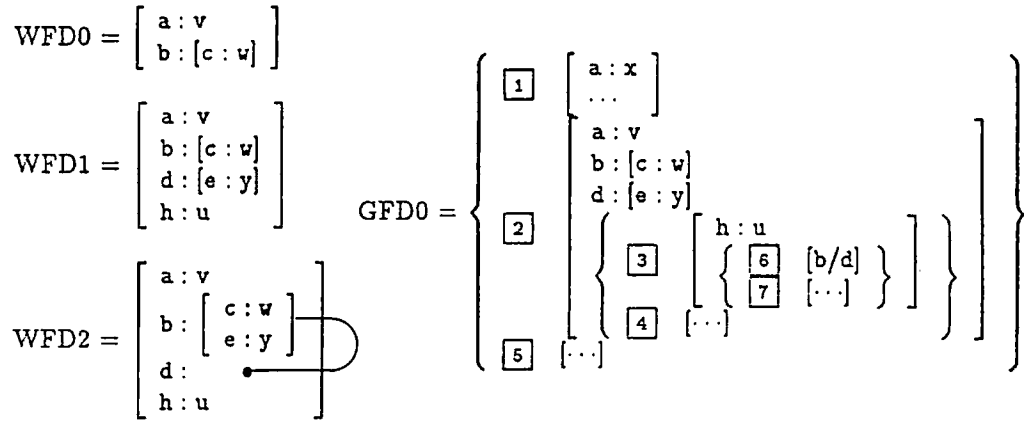 WFD0 = [ a : v
b : [c : w] ]
WFD1 = [ a : v
b : [c : w]
d : [e : y]
h : u ]
WFD2 = [ a : v
b : [ c : w
e : y ]
d :
h : u ]
GFD0 = { 1 [ a : x
... ]
2 [ a : v
b : [c : w]
d : [e : y]
{ 3 [ h : u
{ 6 [b/d]
7 [...] } ]
4 [...] } ]
5 [...] }